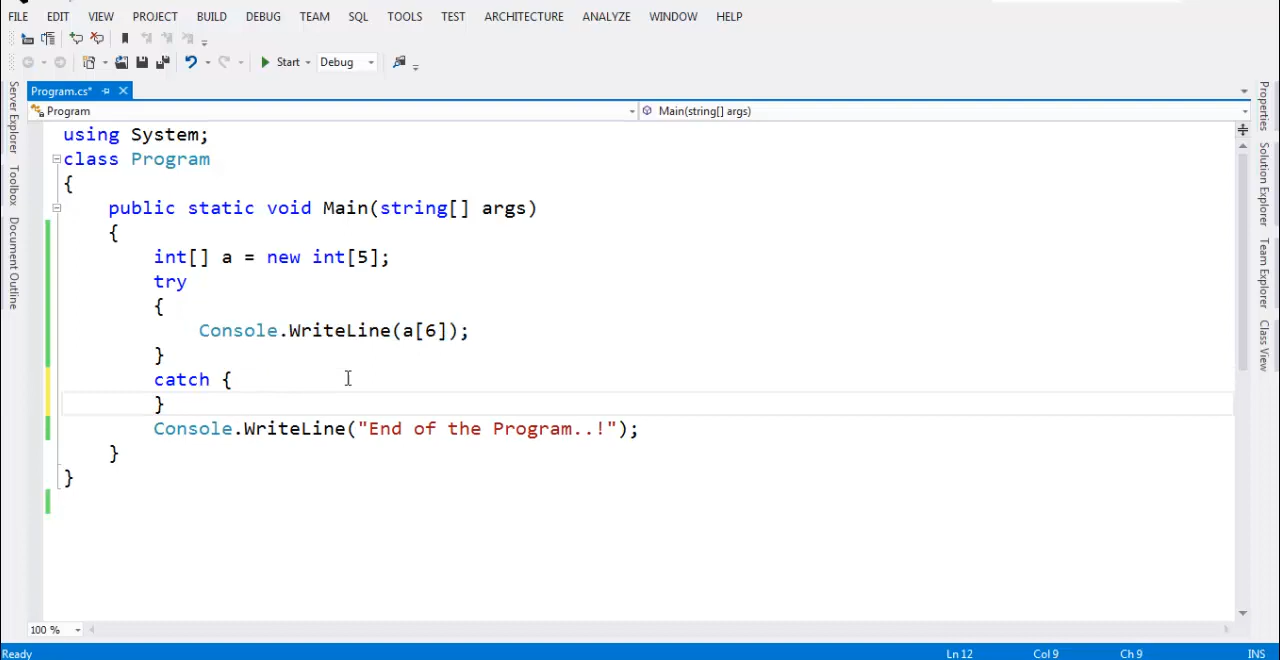 FILE EDIT VIEW PROJECT BUILD DEBUG TEAM SQL TOOLS TEST ARCHITECTURE ANALYZE WINDOW HELP
Start Debug
Program.cs*
Program Main(string[] args)
Server Explorer
Toolbox
Document Outline
using System;
class Program
{
public static void Main(string[] args)
{
int[] a = new int[5];
try
{
Console.WriteLine(a[6]);
}
catch {
}
Console.WriteLine("End of the Program..!");
}
}
Properties
Solution Explorer
Team Explorer
Class View
100 %
Ready Ln 12 Col 9 Ch 9 INS